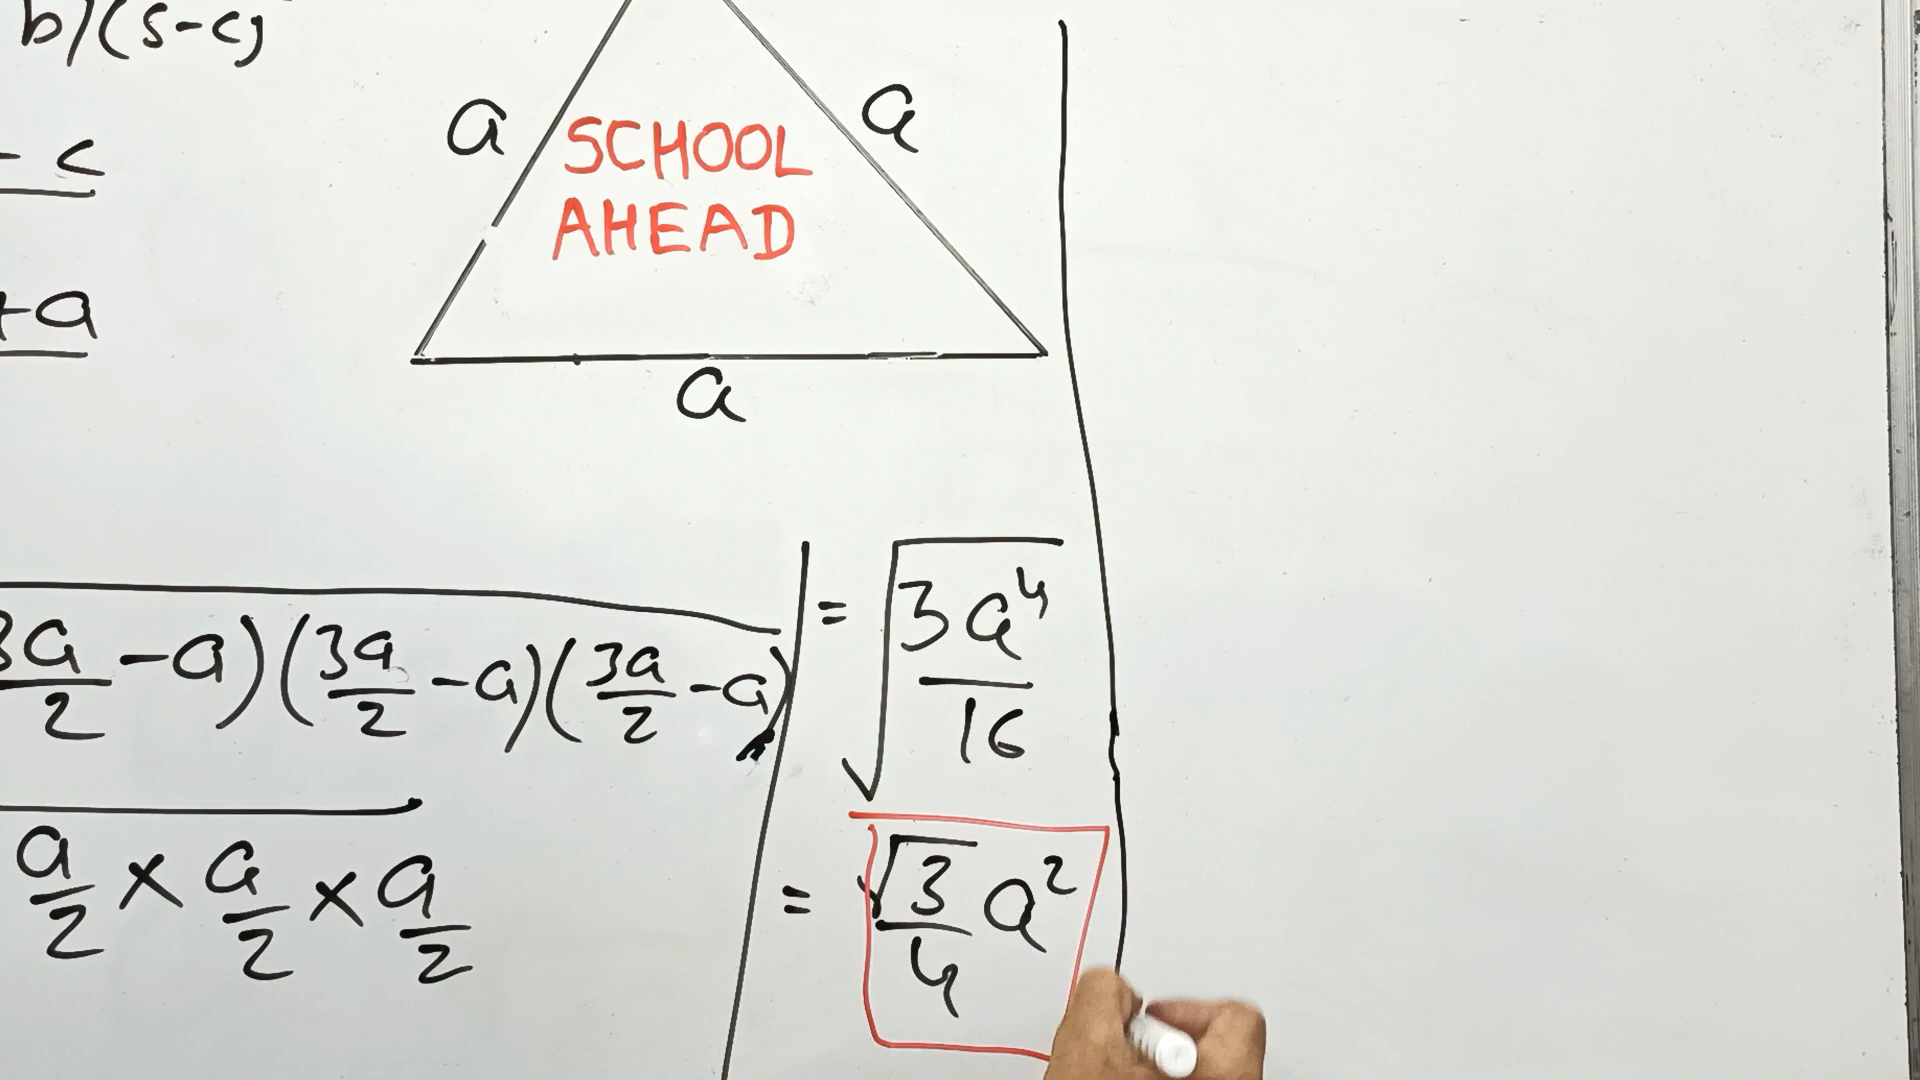 b)(s-c)
- c
a
a
SCHOOL
AHEAD
+a
a
3a/2 -a)(3a/2 -a)(3a/2 -a)
= √(3a⁴/16)
a/2 × a/2 × a/2
= √3/4 a²